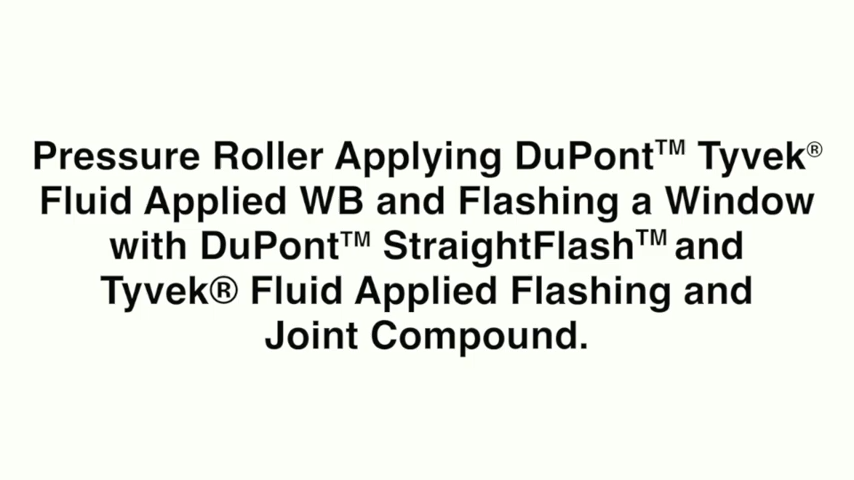 Pressure Roller Applying DuPont™ Tyvek®
Fluid Applied WB and Flashing a Window
with DuPont™ StraightFlash™ and
Tyvek® Fluid Applied Flashing and
Joint Compound.